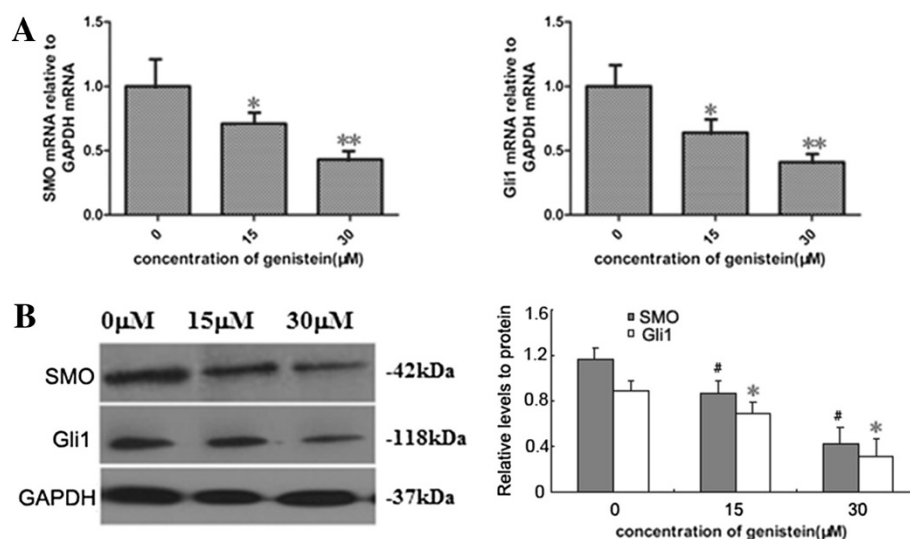 A
SMO mRNA relative to
GAPDH mRNA
1.5
1.0
0.5
0.0
*
**
0
15
30
concentration of genistein(μM)
Gli1 mRNA relative to
GAPDH mRNA
1.5
1.0
0.5
0.0
*
**
0
15
30
concentration of genistein(μM)
B
0μM 15μM 30μM
SMO -42kDa
Gli1 -118kDa
GAPDH -37kDa
Relative levels to protein
1.6
1.2
0.8
0.4
0
SMO
Gli1
#
*
#
*
0 15 30
concentration of genistein(μM)